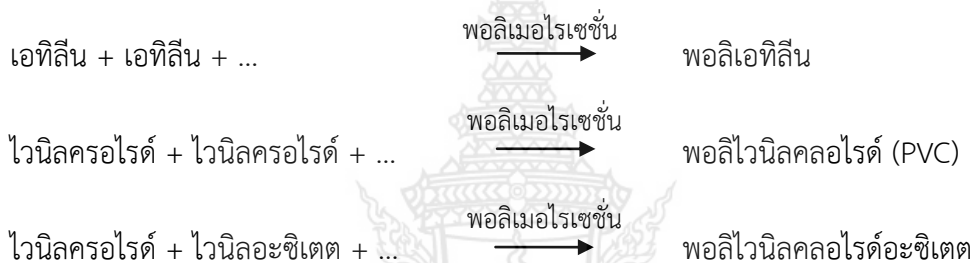 พอลิเมอไรเซชั่น
เอทิลีน + เอทิลีน + ... พอลิเอทิลีน
พอลิเมอไรเซชั่น
ไวนิลครอไรด์ + ไวนิลครอไรด์ + ... พอลิไวนิลคลอไรด์ (PVC)
พอลิเมอไรเซชั่น
ไวนิลครอไรด์ + ไวนิลอะซิเตต + ... พอลิไวนิลคลอไรด์อะซิเตต